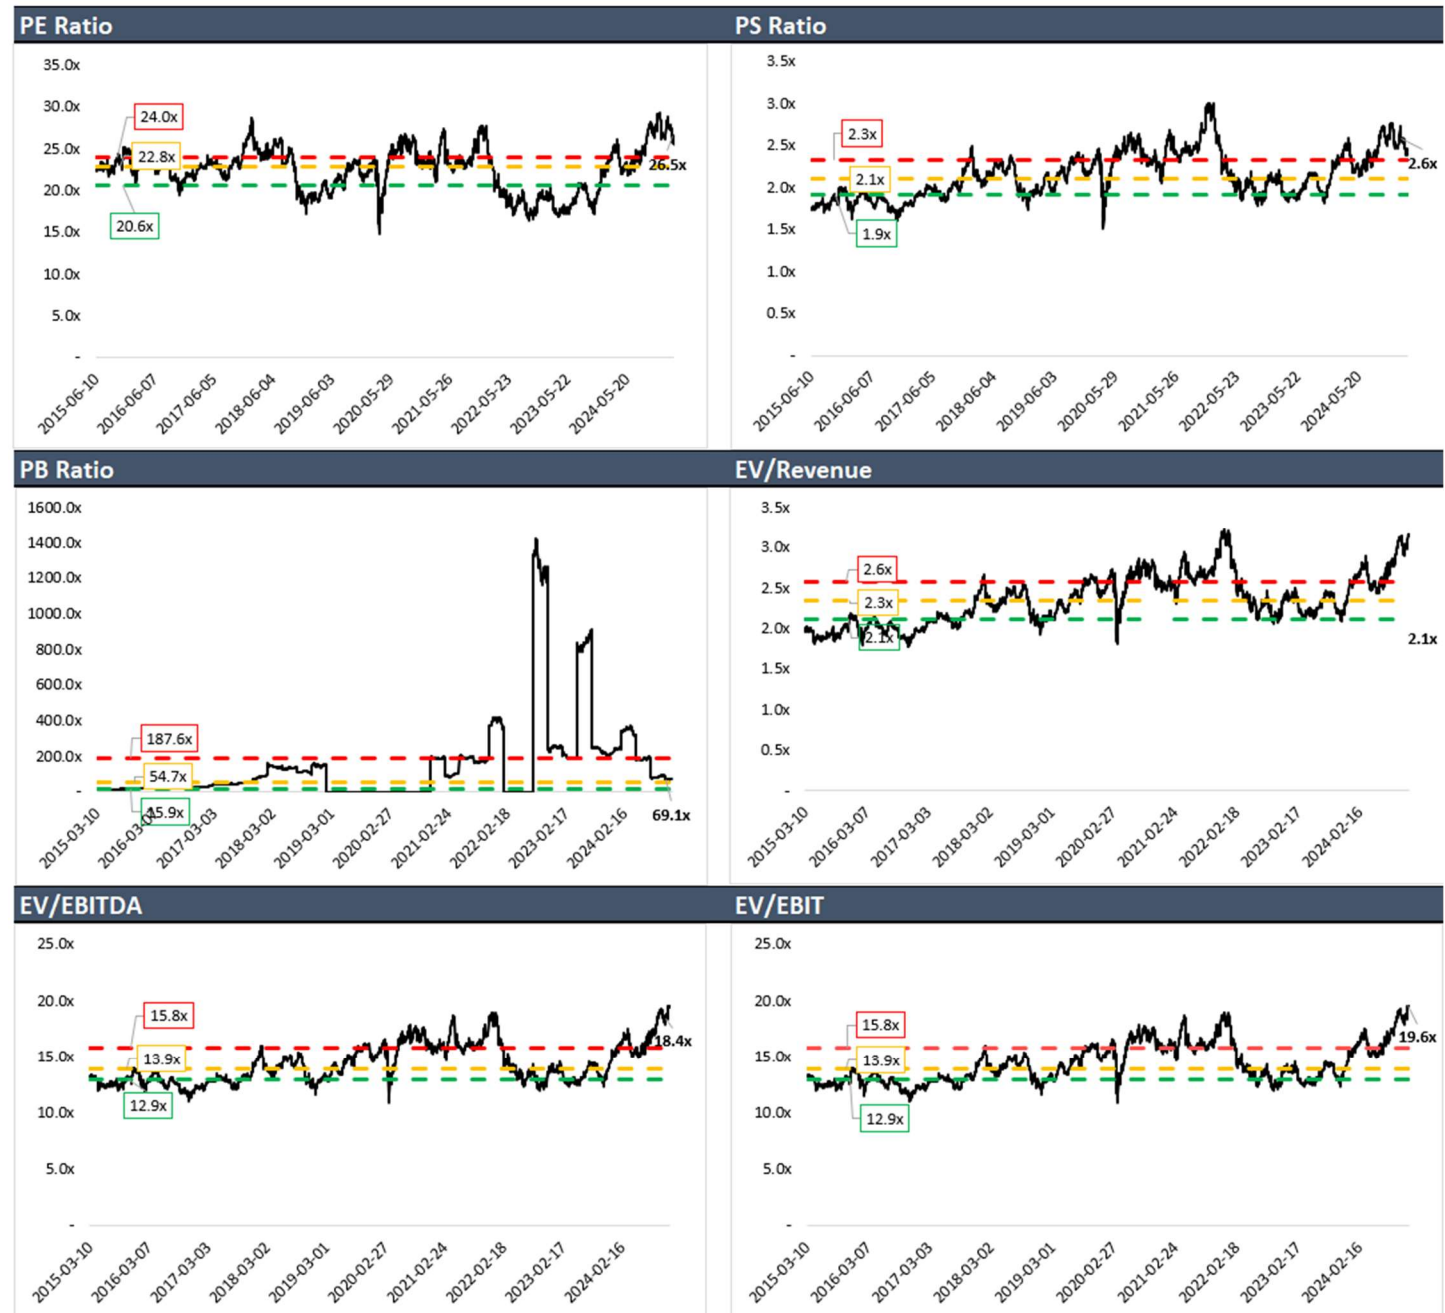 PE Ratio
35.0x
30.0x
25.0x
20.0x
15.0x
10.0x
5.0x
-
24.0x
22.8x
20.6x
26.5x
2015-06-10
2016-06-07
2017-06-05
2018-06-04
2019-06-03
2020-05-29
2021-05-26
2022-05-23
2023-05-22
2024-05-20
PS Ratio
3.5x
3.0x
2.5x
2.0x
1.5x
1.0x
0.5x
-
2.3x
2.1x
1.9x
2.6x
2015-06-10
2016-06-07
2017-06-05
2018-06-04
2019-06-03
2020-05-29
2021-05-26
2022-05-23
2023-05-22
2024-05-20
PB Ratio
1600.0x
1400.0x
1200.0x
1000.0x
800.0x
600.0x
400.0x
200.0x
-
187.6x
54.7x
15.9x
69.1x
2015-03-10
2016-03-07
2017-03-03
2018-03-02
2019-03-01
2020-02-27
2021-02-24
2022-02-18
2023-02-17
2024-02-16
EV/Revenue
3.5x
3.0x
2.5x
2.0x
1.5x
1.0x
0.5x
-
2.6x
2.3x
2.1x
2.1x
2015-03-10
2016-03-07
2017-03-03
2018-03-02
2019-03-01
2020-02-27
2021-02-24
2022-02-18
2023-02-17
2024-02-16
EV/EBITDA
25.0x
20.0x
15.0x
10.0x
5.0x
-
15.8x
13.9x
12.9x
18.4x
2015-03-10
2016-03-07
2017-03-03
2018-03-02
2019-03-01
2020-02-27
2021-02-24
2022-02-18
2023-02-17
2024-02-16
EV/EBIT
25.0x
20.0x
15.0x
10.0x
5.0x
-
15.8x
13.9x
12.9x
19.6x
2015-03-10
2016-03-07
2017-03-03
2018-03-02
2019-03-01
2020-02-27
2021-02-24
2022-02-18
2023-02-17
2024-02-16